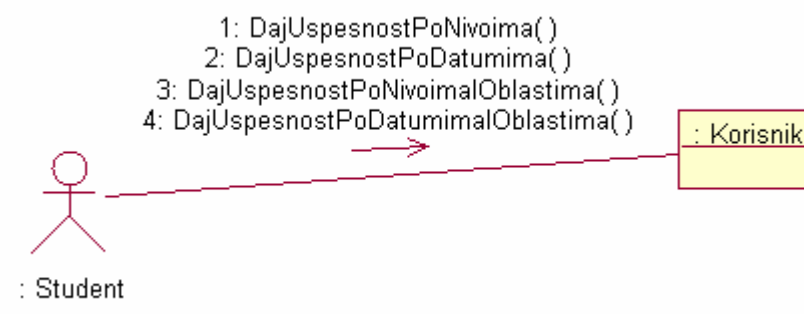 1: DajUspesnostPoNivoima( )
2: DajUspesnostPoDatumima( )
3: DajUspesnostPoNivoimaIOblastima( )
4: DajUspesnostPoDatumimaIOblastima( )
: Korisnik
: Student